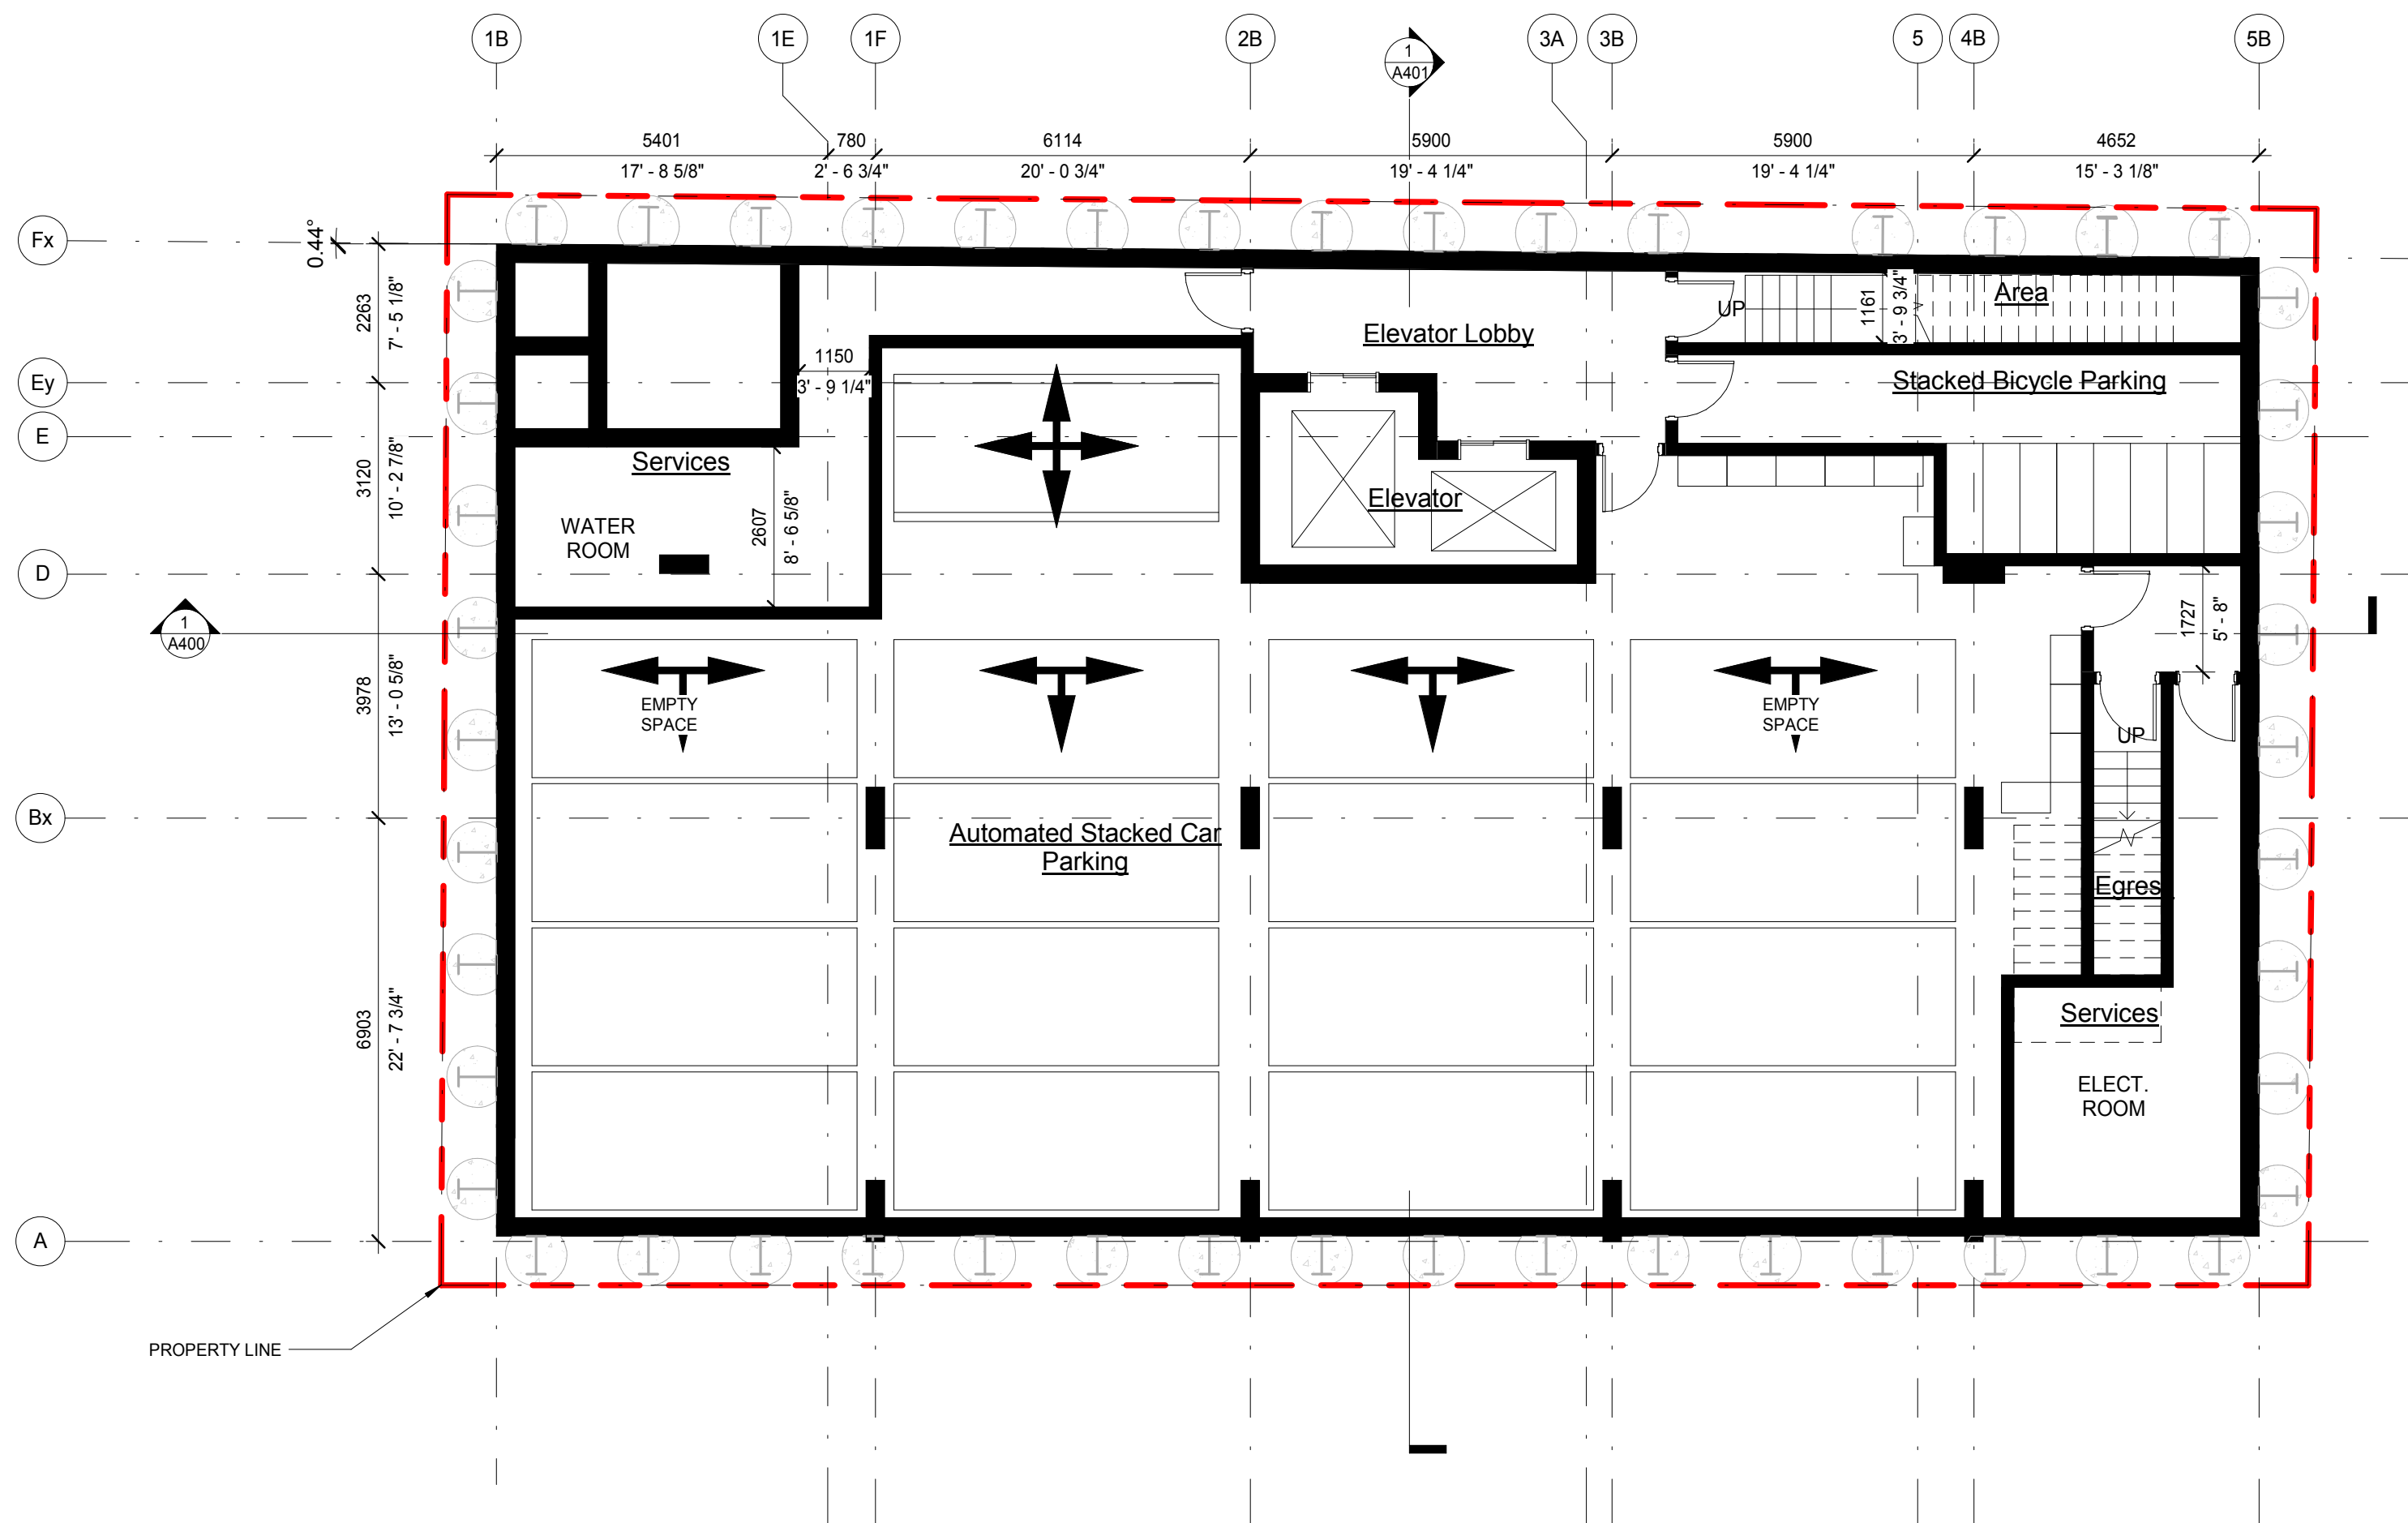 1B
1E
1F
2B
1
A401
3A
3B
5
4B
5B
5401
780
6114
5900
5900
4652
17' - 8 5/8"
2' - 6 3/4"
20' - 0 3/4"
19' - 4 1/4"
19' - 4 1/4"
15' - 3 1/8"
Fx
0.44°
2263
7' - 5 1/8"
Area
UP
1161
3' - 9 3/4"
Elevator Lobby
1150
3' - 9 1/4"
Ey
Stacked Bicycle Parking
E
3120
10' - 2 7/8"
Services
Elevator
WATER
ROOM
2607
8' - 6 5/8"
D
1
A400
1727
5' - 8"
3978
13' - 0 5/8"
EMPTY
SPACE
EMPTY
SPACE
UP
Bx
Automated Stacked Car
Parking
Egres
6903
22' - 7 3/4"
Services
ELECT.
ROOM
A
PROPERTY LINE